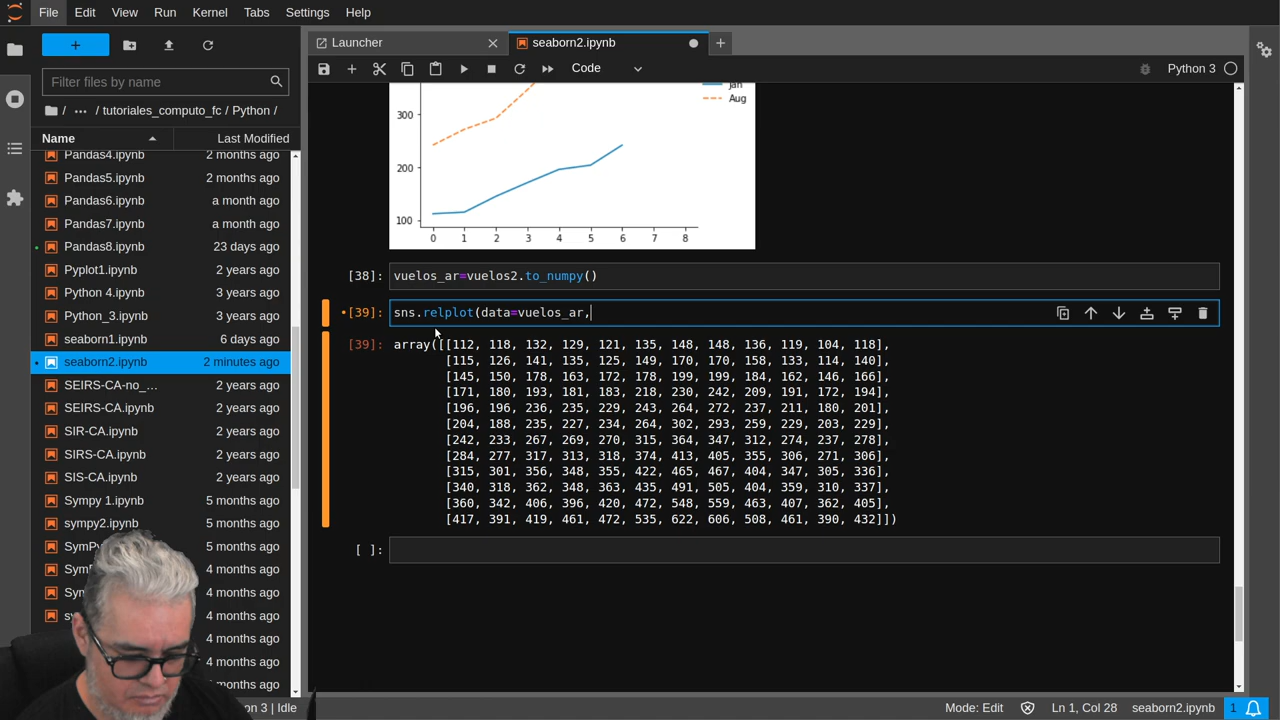 File Edit View Run Kernel Tabs Settings Help
Launcher
seaborn2.ipynb
Filter files by name
Code
Python 3
/ ... / tutoriales_computo_fc / Python /
Name Last Modified
Pandas4.ipynb 2 months ago
Pandas5.ipynb 2 months ago
Pandas6.ipynb a month ago
Pandas7.ipynb a month ago
Pandas8.ipynb 23 days ago
Pyplot1.ipynb 2 years ago
Python 4.ipynb 3 years ago
Python_3.ipynb 3 years ago
seaborn1.ipynb 6 days ago
seaborn2.ipynb 2 minutes ago
SEIRS-CA-no_... 2 years ago
SEIRS-CA.ipynb 2 years ago
SIR-CA.ipynb 2 years ago
SIRS-CA.ipynb 2 years ago
SIS-CA.ipynb 2 years ago
Sympy 1.ipynb 5 months ago
sympy2.ipynb 5 months ago
5 months ago
4 months ago
4 months ago
4 months ago
4 months ago
4 months ago
months ago
Jan
Aug
300
200
100
0 1 2 3 4 5 6 7 8
[38]: vuelos_ar=vuelos2.to_numpy()
[39]: sns.relplot(data=vuelos_ar,
[39]: array([[112, 118, 132, 129, 121, 135, 148, 148, 136, 119, 104, 118],
[115, 126, 141, 135, 125, 149, 170, 170, 158, 133, 114, 140],
[145, 150, 178, 163, 172, 178, 199, 199, 184, 162, 146, 166],
[171, 180, 193, 181, 183, 218, 230, 242, 209, 191, 172, 194],
[196, 196, 236, 235, 229, 243, 264, 272, 237, 211, 180, 201],
[204, 188, 235, 227, 234, 264, 302, 293, 259, 229, 203, 229],
[242, 233, 267, 269, 270, 315, 364, 347, 312, 274, 237, 278],
[284, 277, 317, 313, 318, 374, 413, 405, 355, 306, 271, 306],
[315, 301, 356, 348, 355, 422, 465, 467, 404, 347, 305, 336],
[340, 318, 362, 348, 363, 435, 491, 505, 404, 359, 310, 337],
[360, 342, 406, 396, 420, 472, 548, 559, 463, 407, 362, 405],
[417, 391, 419, 461, 472, 535, 622, 606, 508, 461, 390, 432]])
[ ]:
on 3 | Idle
Mode: Edit
Ln 1, Col 28
seaborn2.ipynb
1